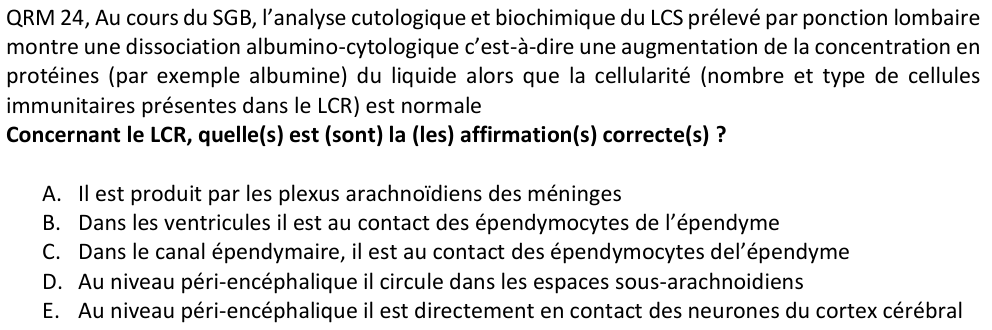 QRM 24, Au cours du SGB, l’analyse cutologique et biochimique du LCS prélevé par ponction lombaire
montre une dissociation albumino-cytologique c’est-à-dire une augmentation de la concentration en
protéines (par exemple albumine) du liquide alors que la cellularité (nombre et type de cellules
immunitaires présentes dans le LCR) est normale
Concernant le LCR, quelle(s) est (sont) la (les) affirmation(s) correcte(s) ?
A. Il est produit par les plexus arachnoïdiens des méninges
B. Dans les ventricules il est au contact des épendymocytes de l’épendyme
C. Dans le canal épendymaire, il est au contact des épendymocytes del’épendyme
D. Au niveau péri-encéphalique il circule dans les espaces sous-arachnoidiens
E. Au niveau péri-encéphalique il est directement en contact des neurones du cortex cérébral